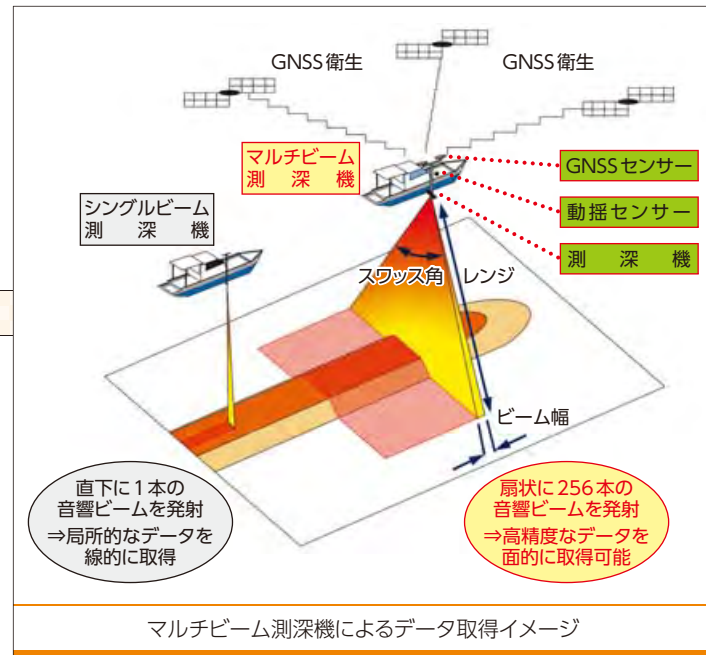 GNSS衛生
GNSS衛生
マルチビーム
測深機
GNSSセンサー
動揺センサー
測深機
シングルビーム
測深機
スワッス角
レンジ
ビーム幅
直下に1本の
音響ビームを発射
⇒局所的なデータを
線的に取得
扇状に256本の
音響ビームを発射
⇒高精度なデータを
面的に取得可能
マルチビーム測深機によるデータ取得イメージ